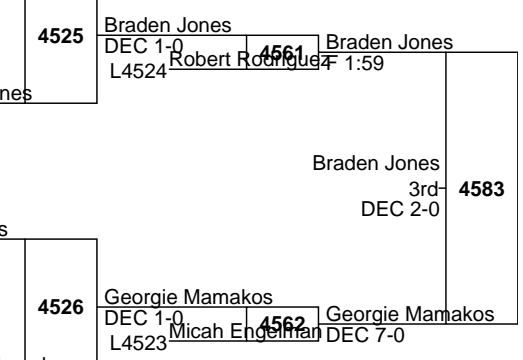 4525
Braden Jones
DEC 1-0
L4524
Robert Rodriguez
4561
Braden Jones
F 1:59
nes
Braden Jones
3rd
DEC 2-0
4583
s
4526
Georgie Mamakos
DEC 1-0
L4523
Micah Engelman
4562
Georgie Mamakos
DEC 7-0